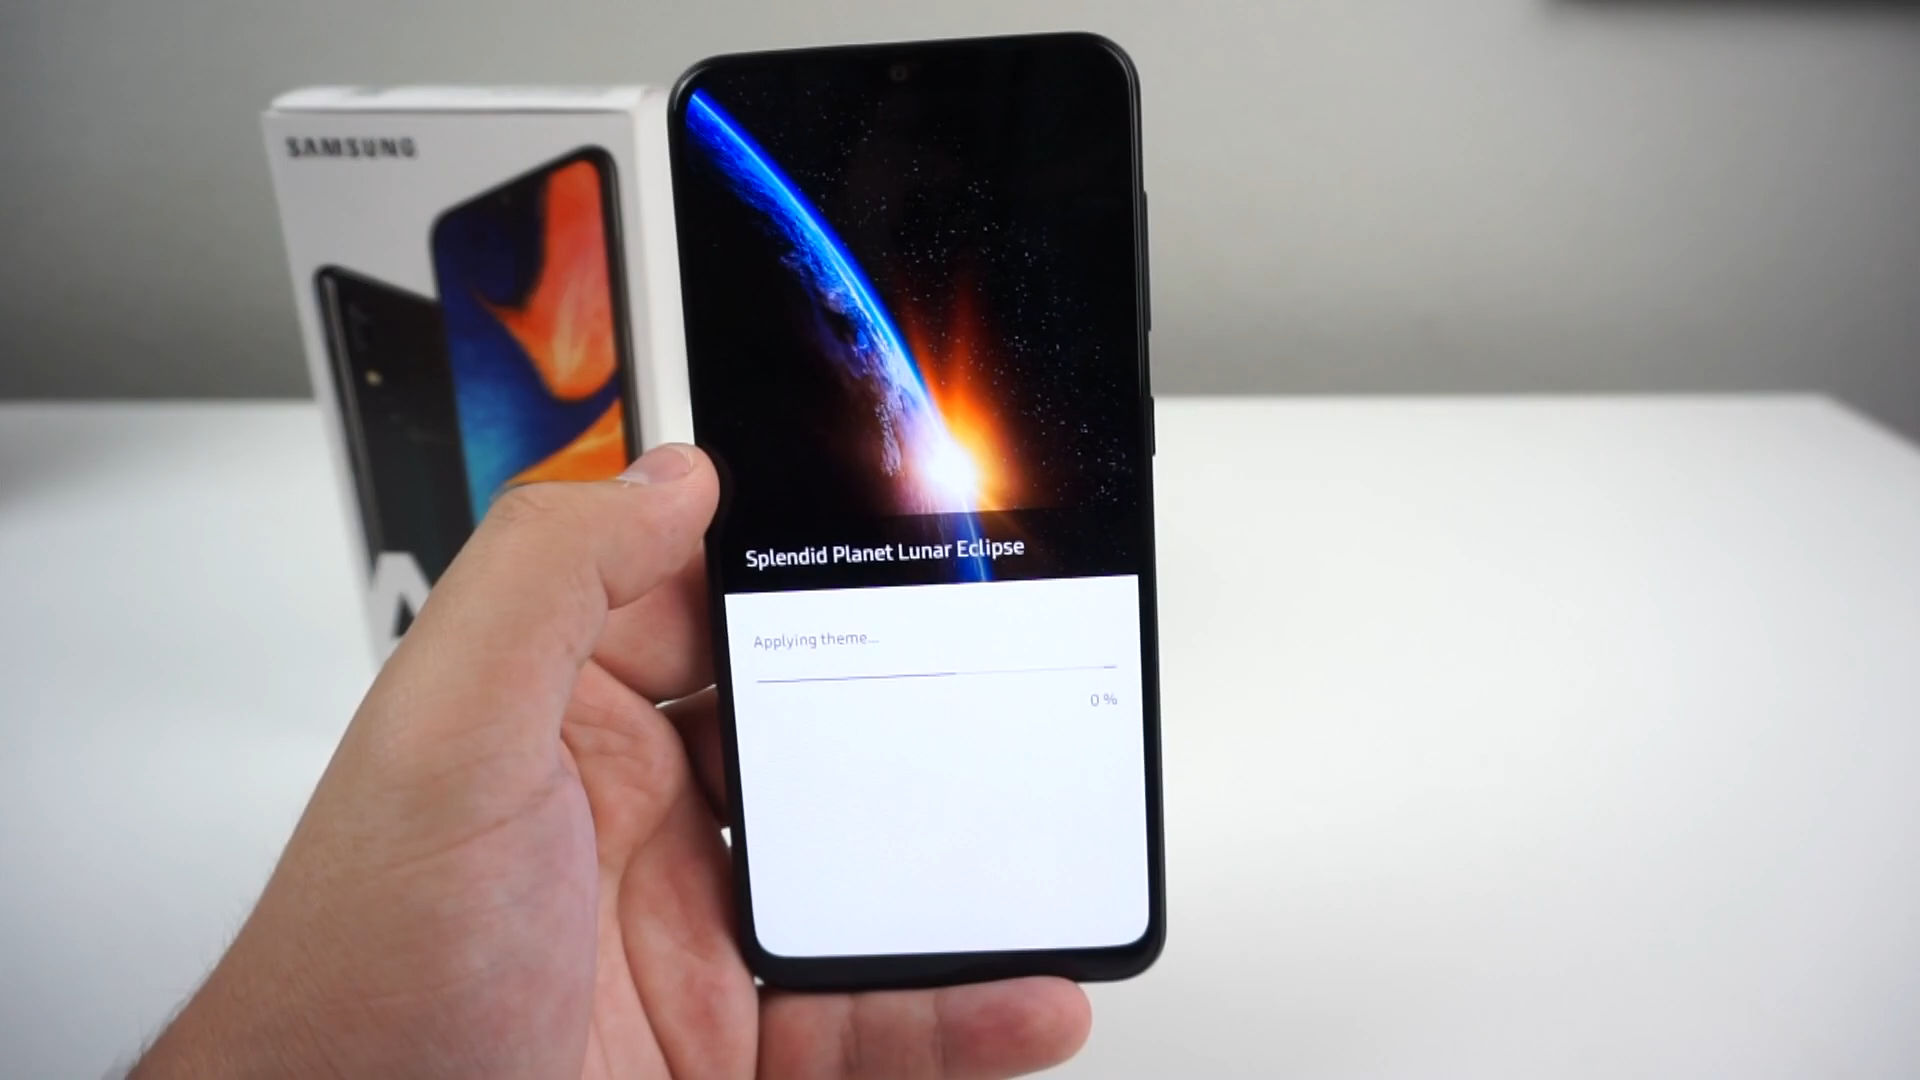 SAMSUNG
A
Splendid Planet Lunar Eclipse
Applying theme...
0 %